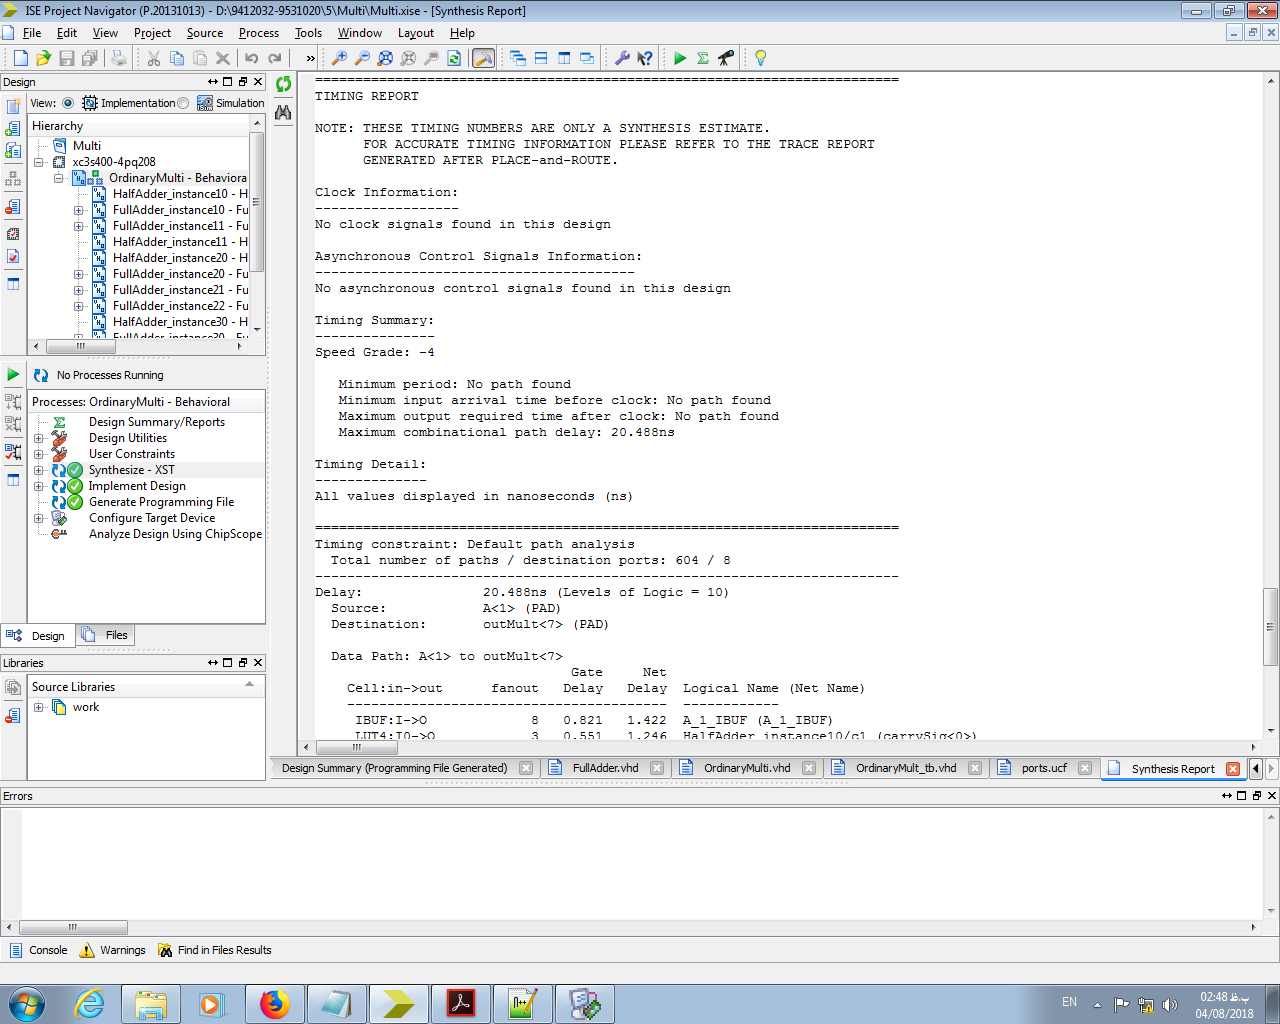 ISE Project Navigator (P.20131013) - D:\9412032-9531020\5\Multi\Multi.xise - [Synthesis Report]
File Edit View Project Source Process Tools Window Layout Help
Design
View: Implementation Simulation
Hierarchy
Multi
xc3s400-4pq208
OrdinaryMulti - Behaviora
HalfAdder_instance10 - H
FullAdder_instance10 - Fu
FullAdder_instance11 - Fu
HalfAdder_instance11 - H
HalfAdder_instance20 - H
FullAdder_instance20 - Fu
FullAdder_instance21 - Fu
FullAdder_instance22 - Fu
HalfAdder_instance30 - H
FullAdder_instance30 - Fu
No Processes Running
Processes: OrdinaryMulti - Behavioral
Design Summary/Reports
Design Utilities
User Constraints
Synthesize - XST
Implement Design
Generate Programming File
Configure Target Device
Analyze Design Using ChipScope
Design Files
Libraries
Source Libraries
work
=========================================================================
TIMING REPORT
NOTE: THESE TIMING NUMBERS ARE ONLY A SYNTHESIS ESTIMATE.
FOR ACCURATE TIMING INFORMATION PLEASE REFER TO THE TRACE REPORT
GENERATED AFTER PLACE-and-ROUTE.
Clock Information:
------------------
No clock signals found in this design
Asynchronous Control Signals Information:
----------------------------------------
No asynchronous control signals found in this design
Timing Summary:
---------------
Speed Grade: -4
Minimum period: No path found
Minimum input arrival time before clock: No path found
Maximum output required time after clock: No path found
Maximum combinational path delay: 20.488ns
Timing Detail:
--------------
All values displayed in nanoseconds (ns)
=========================================================================
Timing constraint: Default path analysis
Total number of paths / destination ports: 604 / 8
-------------------------------------------------------------------------
Delay: 20.488ns (Levels of Logic = 10)
Source: A<1> (PAD)
Destination: outMult<7> (PAD)
Data Path: A<1> to outMult<7>
Gate Net
Cell:in->out fanout Delay Delay Logical Name (Net Name)
---------------------------------------- ------------
IBUF:I->O 8 0.821 1.422 A_1_IBUF (A_1_IBUF)
LUT4:I0->O 3 0.551 1.246 HalfAdder_instance10/c1 (carrySig<0>)
Design Summary (Programming File Generated) FullAdder.vhd OrdinaryMulti.vhd OrdinaryMult_tb.vhd ports.ucf Synthesis Report
Errors
Console Warnings Find in Files Results
EN
02:48 ب.ظ
04/08/2018